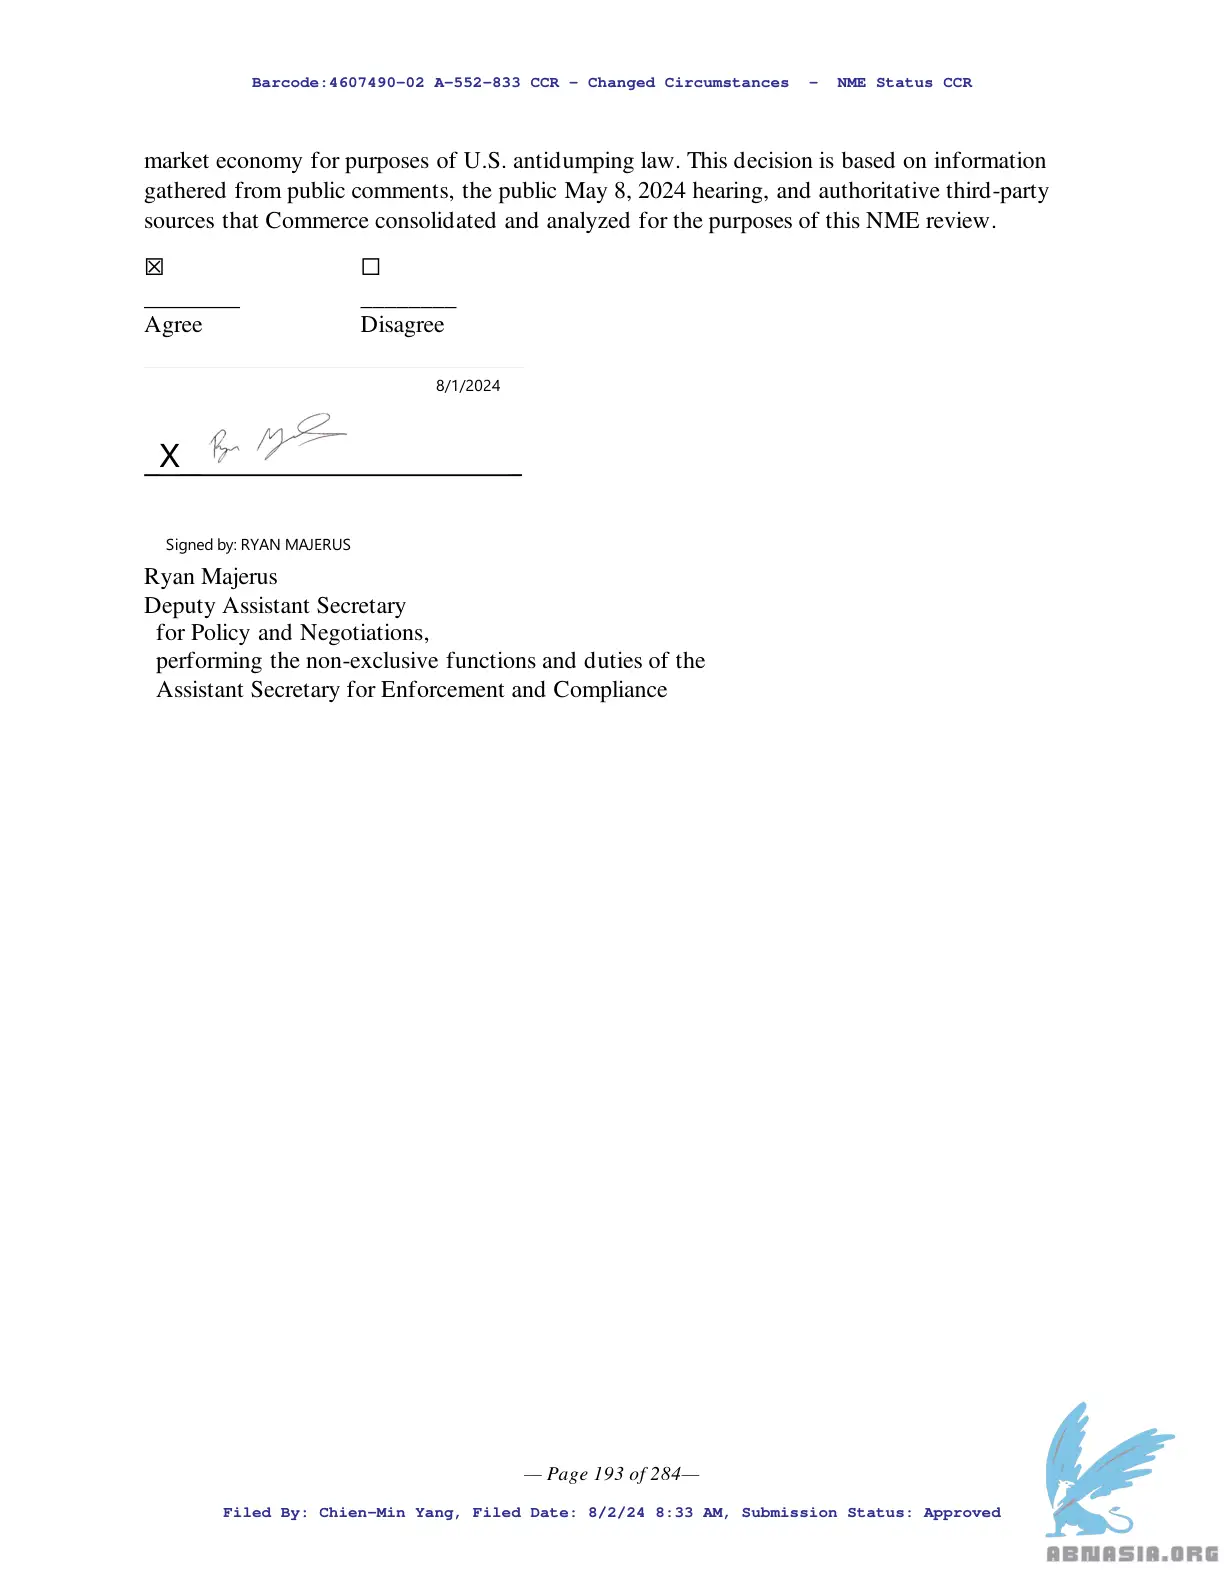 Barcode:4607490-02 A-552-833 CCR - Changed Circumstances - NME Status CCR
market economy for purposes of U.S. antidumping law. This decision is based on information
gathered from public comments, the public May 8, 2024 hearing, and authoritative third-party
sources that Commerce consolidated and analyzed for the purposes of this NME review.
☒ ☐
________ ________
Agree Disagree
8/1/2024
X Ryan Majerus
Signed by: RYAN MAJERUS
Ryan Majerus
Deputy Assistant Secretary
for Policy and Negotiations,
performing the non-exclusive functions and duties of the
Assistant Secretary for Enforcement and Compliance
— Page 193 of 284—
Filed By: Chien-Min Yang, Filed Date: 8/2/24 8:33 AM, Submission Status: Approved
ABNASIA.ORG